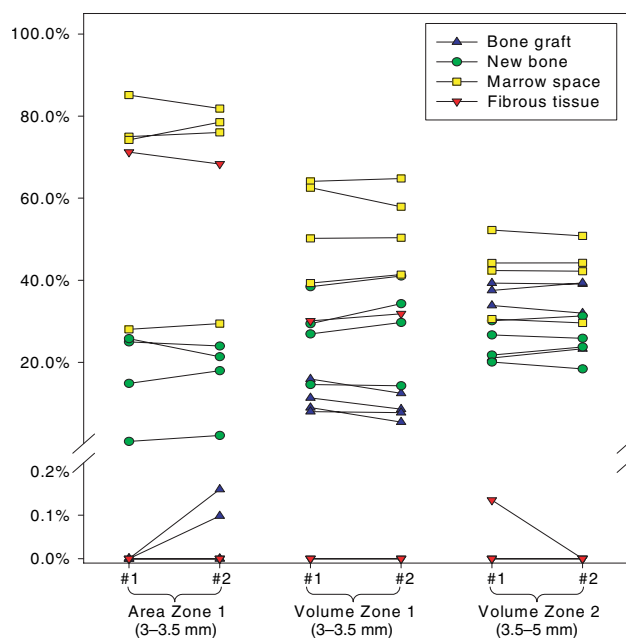 100.0%
80.0%
60.0%
40.0%
20.0%
0.2%
0.1%
0.0%
Bone graft
New bone
Marrow space
Fibrous tissue
#1 #2 #1 #2 #1 #2
Area Zone 1 Volume Zone 1 Volume Zone 2
(3–3.5 mm) (3–3.5 mm) (3.5–5 mm)